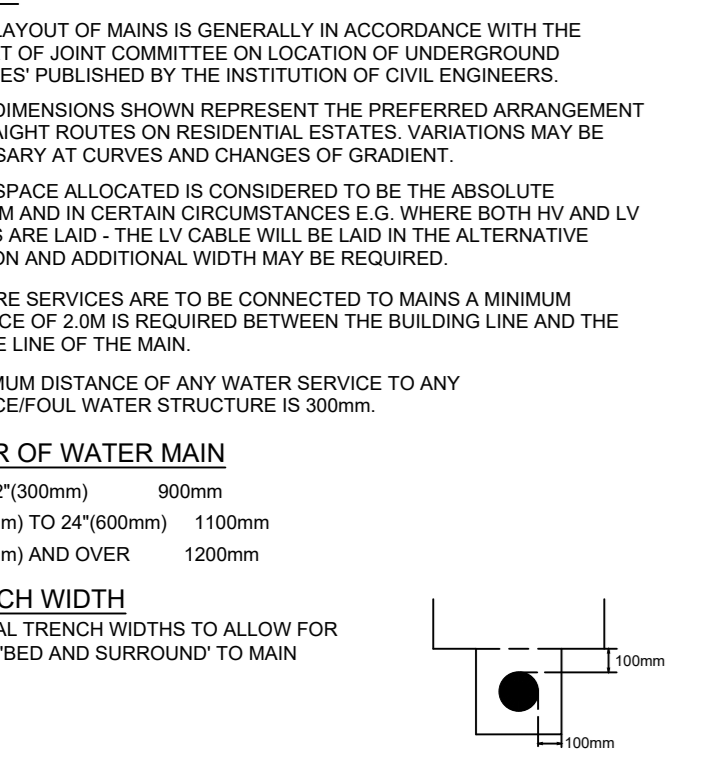 LAYOUT OF MAINS IS GENERALLY IN ACCORDANCE WITH THE
T OF JOINT COMMITTEE ON LOCATION OF UNDERGROUND
ES' PUBLISHED BY THE INSTITUTION OF CIVIL ENGINEERS.
DIMENSIONS SHOWN REPRESENT THE PREFERRED ARRANGEMENT
AIGHT ROUTES ON RESIDENTIAL ESTATES. VARIATIONS MAY BE
SARY AT CURVES AND CHANGES OF GRADIENT.
SPACE ALLOCATED IS CONSIDERED TO BE THE ABSOLUTE
M AND IN CERTAIN CIRCUMSTANCES E.G. WHERE BOTH HV AND LV
S ARE LAID - THE LV CABLE WILL BE LAID IN THE ALTERNATIVE
ON AND ADDITIONAL WIDTH MAY BE REQUIRED.
RE SERVICES ARE TO BE CONNECTED TO MAINS A MINIMUM
CE OF 2.0M IS REQUIRED BETWEEN THE BUILDING LINE AND THE
E LINE OF THE MAIN.
MUM DISTANCE OF ANY WATER SERVICE TO ANY
CE/FOUL WATER STRUCTURE IS 300mm.
R OF WATER MAIN
2"(300mm) 900mm
m) TO 24"(600mm) 1100mm
m) AND OVER 1200mm
CH WIDTH
AL TRENCH WIDTHS TO ALLOW FOR
'BED AND SURROUND' TO MAIN
100mm
100mm